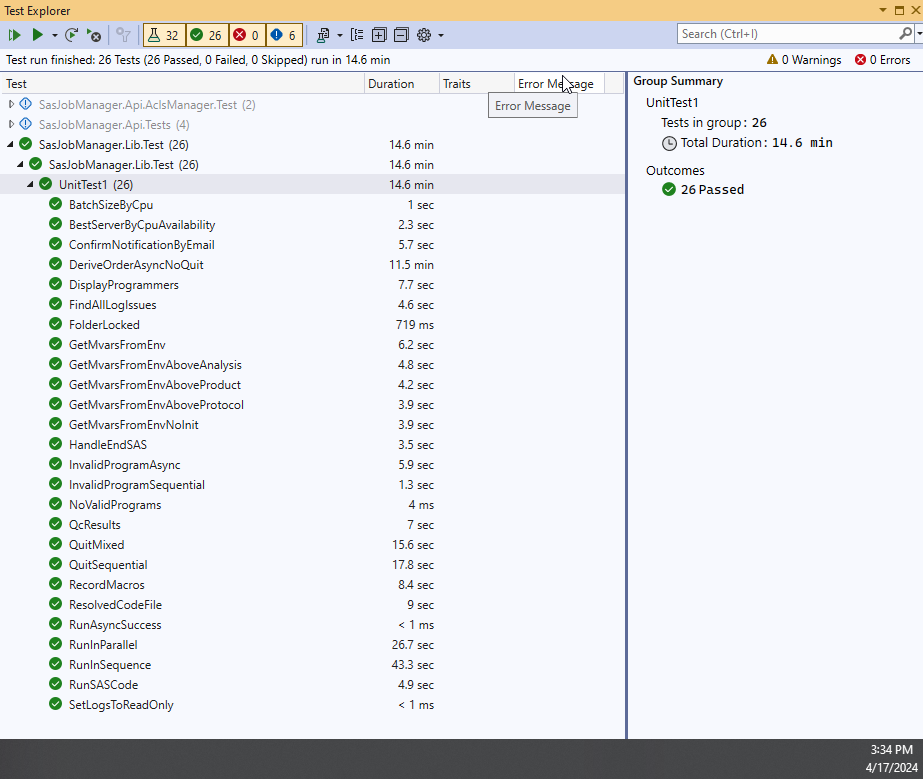 Test Explorer
32 26 0 6 Search (Ctrl+I)
Test run finished: 26 Tests (26 Passed, 0 Failed, 0 Skipped) run in 14.6 min 0 Warnings 0 Errors
Test Duration Traits Error Message
Error Message
SasJobManager.Api.AclsManager.Test (2)
SasJobManager.Api.Tests (4)
SasJobManager.Lib.Test (26) 14.6 min
SasJobManager.Lib.Test (26) 14.6 min
UnitTest1 (26) 14.6 min
BatchSizeByCpu 1 sec
BestServerByCpuAvailability 2.3 sec
ConfirmNotificationByEmail 5.7 sec
DeriveOrderAsyncNoQuit 11.5 min
DisplayProgrammers 7.7 sec
FindAllLogIssues 4.6 sec
FolderLocked 719 ms
GetMvarsFromEnv 6.2 sec
GetMvarsFromEnvAboveAnalysis 4.8 sec
GetMvarsFromEnvAboveProduct 4.2 sec
GetMvarsFromEnvAboveProtocol 3.9 sec
GetMvarsFromEnvNoInit 3.9 sec
HandleEndSAS 3.5 sec
InvalidProgramAsync 5.9 sec
InvalidProgramSequential 1.3 sec
NoValidPrograms 4 ms
QcResults 7 sec
QuitMixed 15.6 sec
QuitSequential 17.8 sec
RecordMacros 8.4 sec
ResolvedCodeFile 9 sec
RunAsyncSuccess < 1 ms
RunInParallel 26.7 sec
RunInSequence 43.3 sec
RunSASCode 4.9 sec
SetLogsToReadOnly < 1 ms
Group Summary
UnitTest1
Tests in group: 26
Total Duration: 14.6 min
Outcomes
26 Passed
3:34 PM
4/17/2024